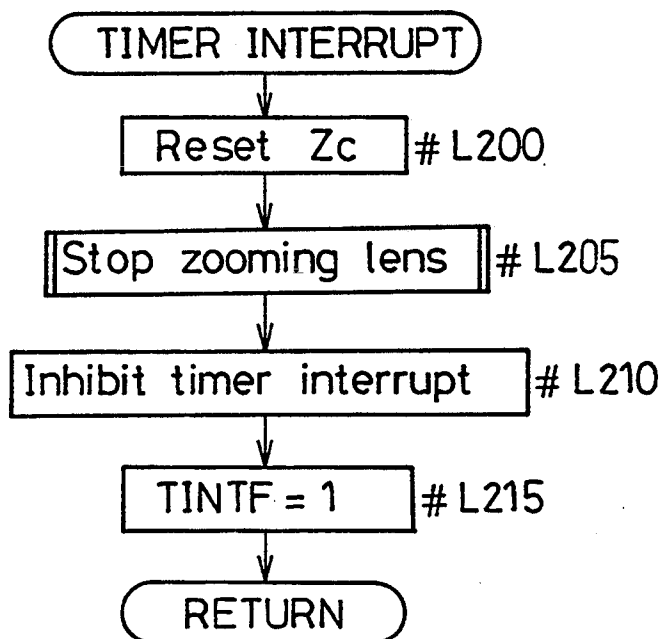 TIMER INTERRUPT
Reset Zc # L200
Stop zooming lens # L205
Inhibit timer interrupt # L210
TINTF = 1 # L215
RETURN